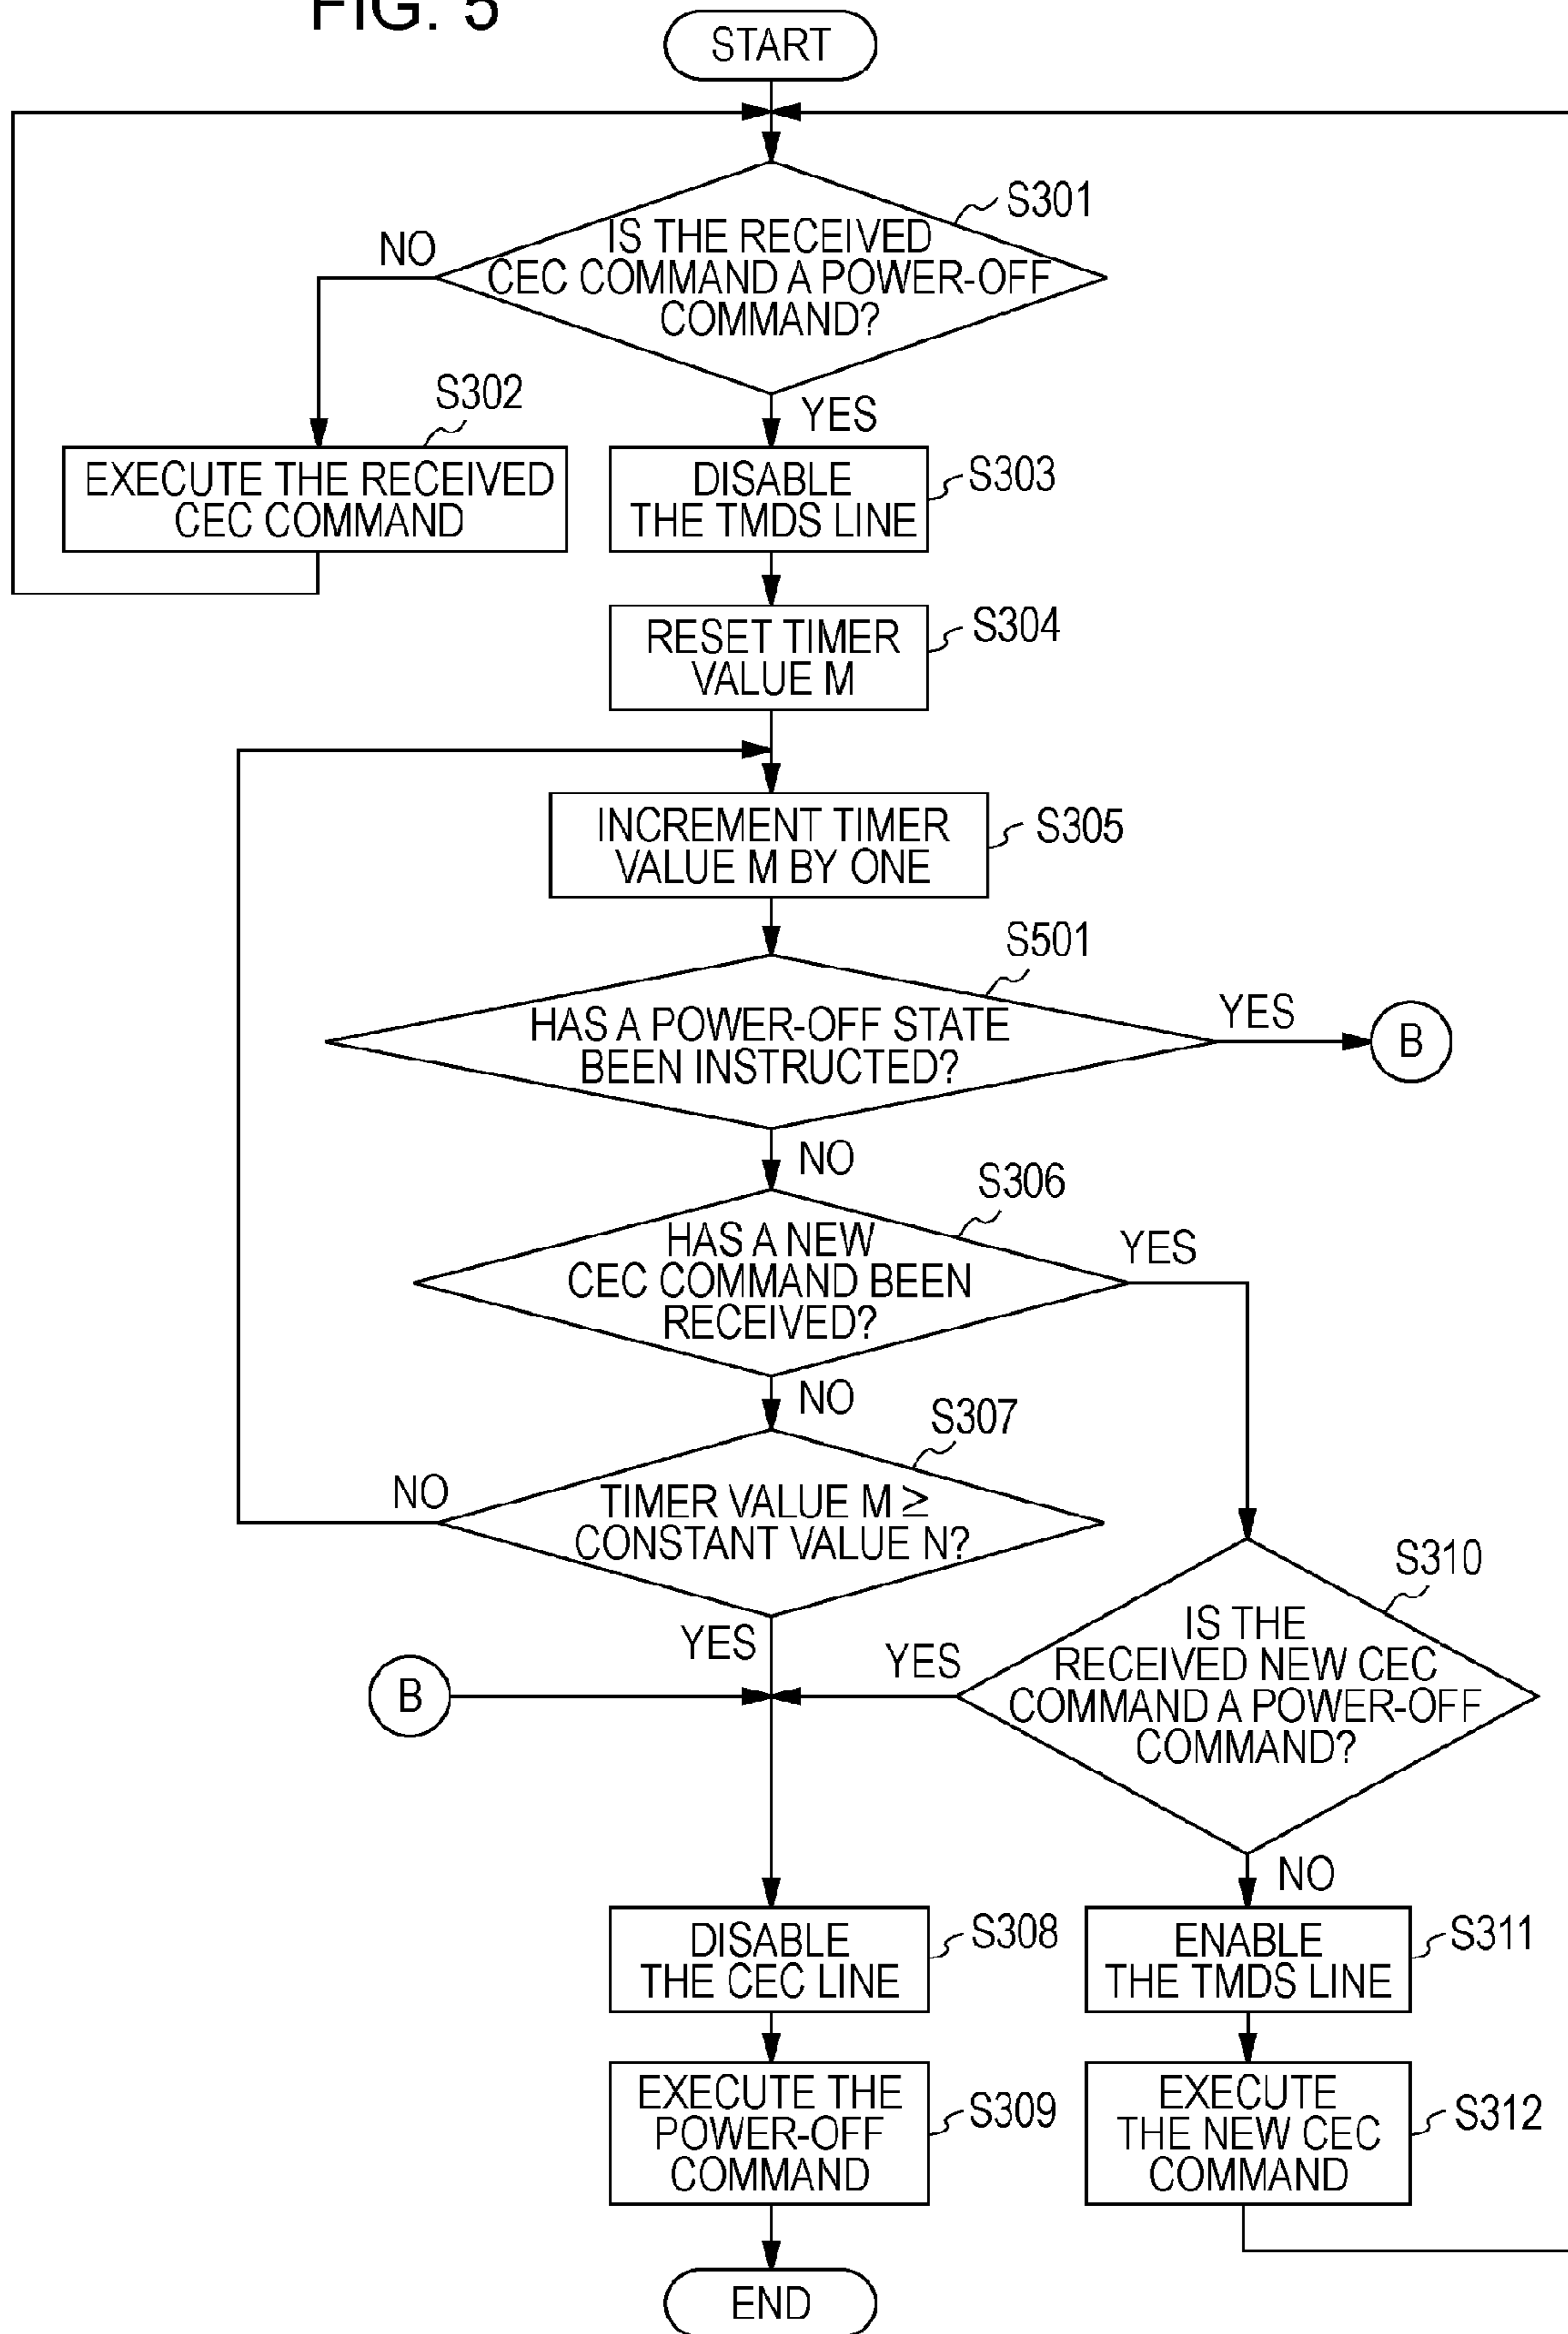 FIG. 5
START
S301
IS THE RECEIVED
CEC COMMAND A POWER-OFF
COMMAND?
NO
YES
S302
EXECUTE THE RECEIVED
CEC COMMAND
DISABLE
THE TMDS LINE
S303
RESET TIMER
VALUE M
S304
INCREMENT TIMER
VALUE M BY ONE
S305
S501
HAS A POWER-OFF STATE
BEEN INSTRUCTED?
YES
B
NO
S306
HAS A NEW
CEC COMMAND BEEN
RECEIVED?
YES
NO
S307
TIMER VALUE M ≥
CONSTANT VALUE N?
NO
YES
S310
IS THE
RECEIVED NEW CEC
COMMAND A POWER-OFF
COMMAND?
YES
B
NO
DISABLE
THE CEC LINE
S308
ENABLE
THE TMDS LINE
S311
EXECUTE THE
POWER-OFF
COMMAND
S309
EXECUTE
THE NEW CEC
COMMAND
S312
END